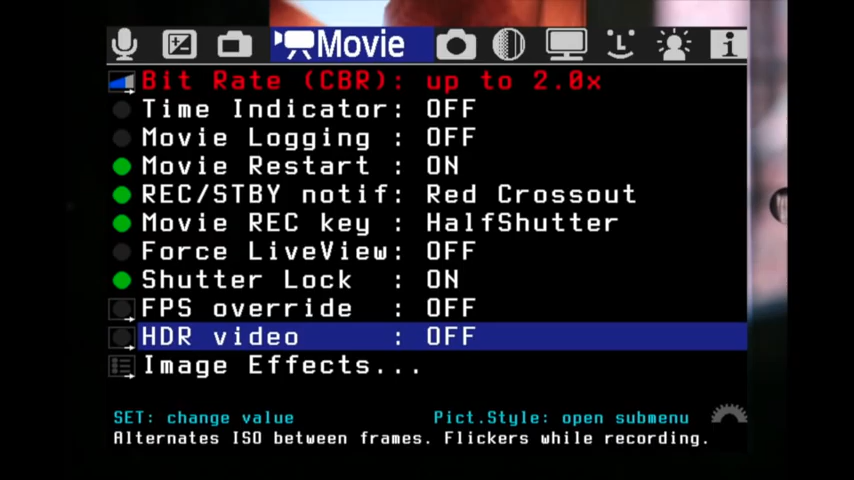 Movie
Bit Rate (CBR): up to 2.0x
Time Indicator: OFF
Movie Logging : OFF
Movie Restart : ON
REC/STBY notif: Red Crossout
Movie REC key : HalfShutter
Force LiveView: OFF
Shutter Lock : ON
FPS override : OFF
HDR video : OFF
Image Effects...
SET: change value Pict.Style: open submenu
Alternates ISO between frames. Flickers while recording.